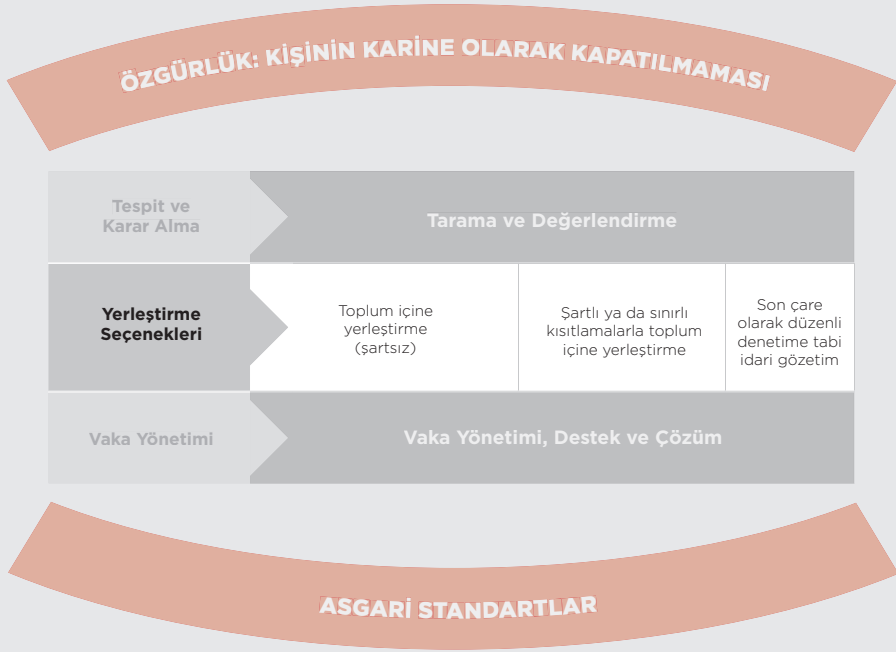 ÖZGÜRLÜK: KİŞİNİN KARİNE OLARAK KAPATILMAMASI
Tespit ve
Karar Alma
Tarama ve Değerlendirme
Yerleştirme
Seçenekleri
Toplum içine
yerleştirme
(şartsız)
Şartlı ya da sınırlı
kısıtlamalarla toplum
içine yerleştirme
Son çare
olarak düzenli
denetime tabi
idari gözetim
Vaka Yönetimi
Vaka Yönetimi, Destek ve Çözüm
ASGARİ STANDARTLAR